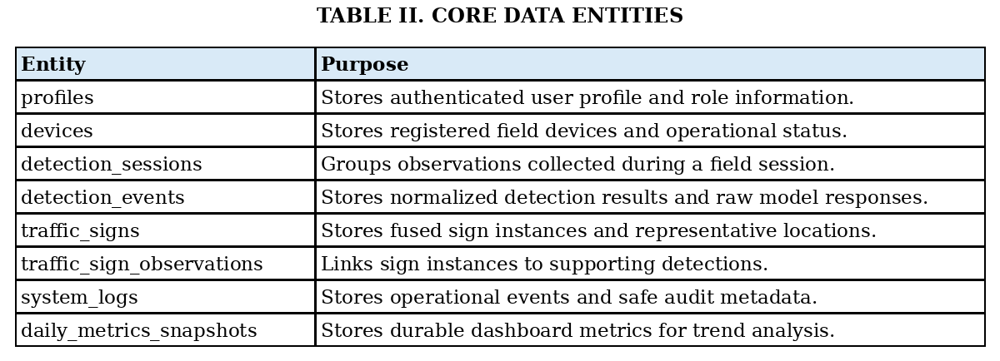 TABLE II. CORE DATA ENTITIES
Entity Purpose
profiles Stores authenticated user profile and role information.
devices Stores registered field devices and operational status.
detection_sessions Groups observations collected during a field session.
detection_events Stores normalized detection results and raw model responses.
traffic_signs Stores fused sign instances and representative locations.
traffic_sign_observations Links sign instances to supporting detections.
system_logs Stores operational events and safe audit metadata.
daily_metrics_snapshots Stores durable dashboard metrics for trend analysis.